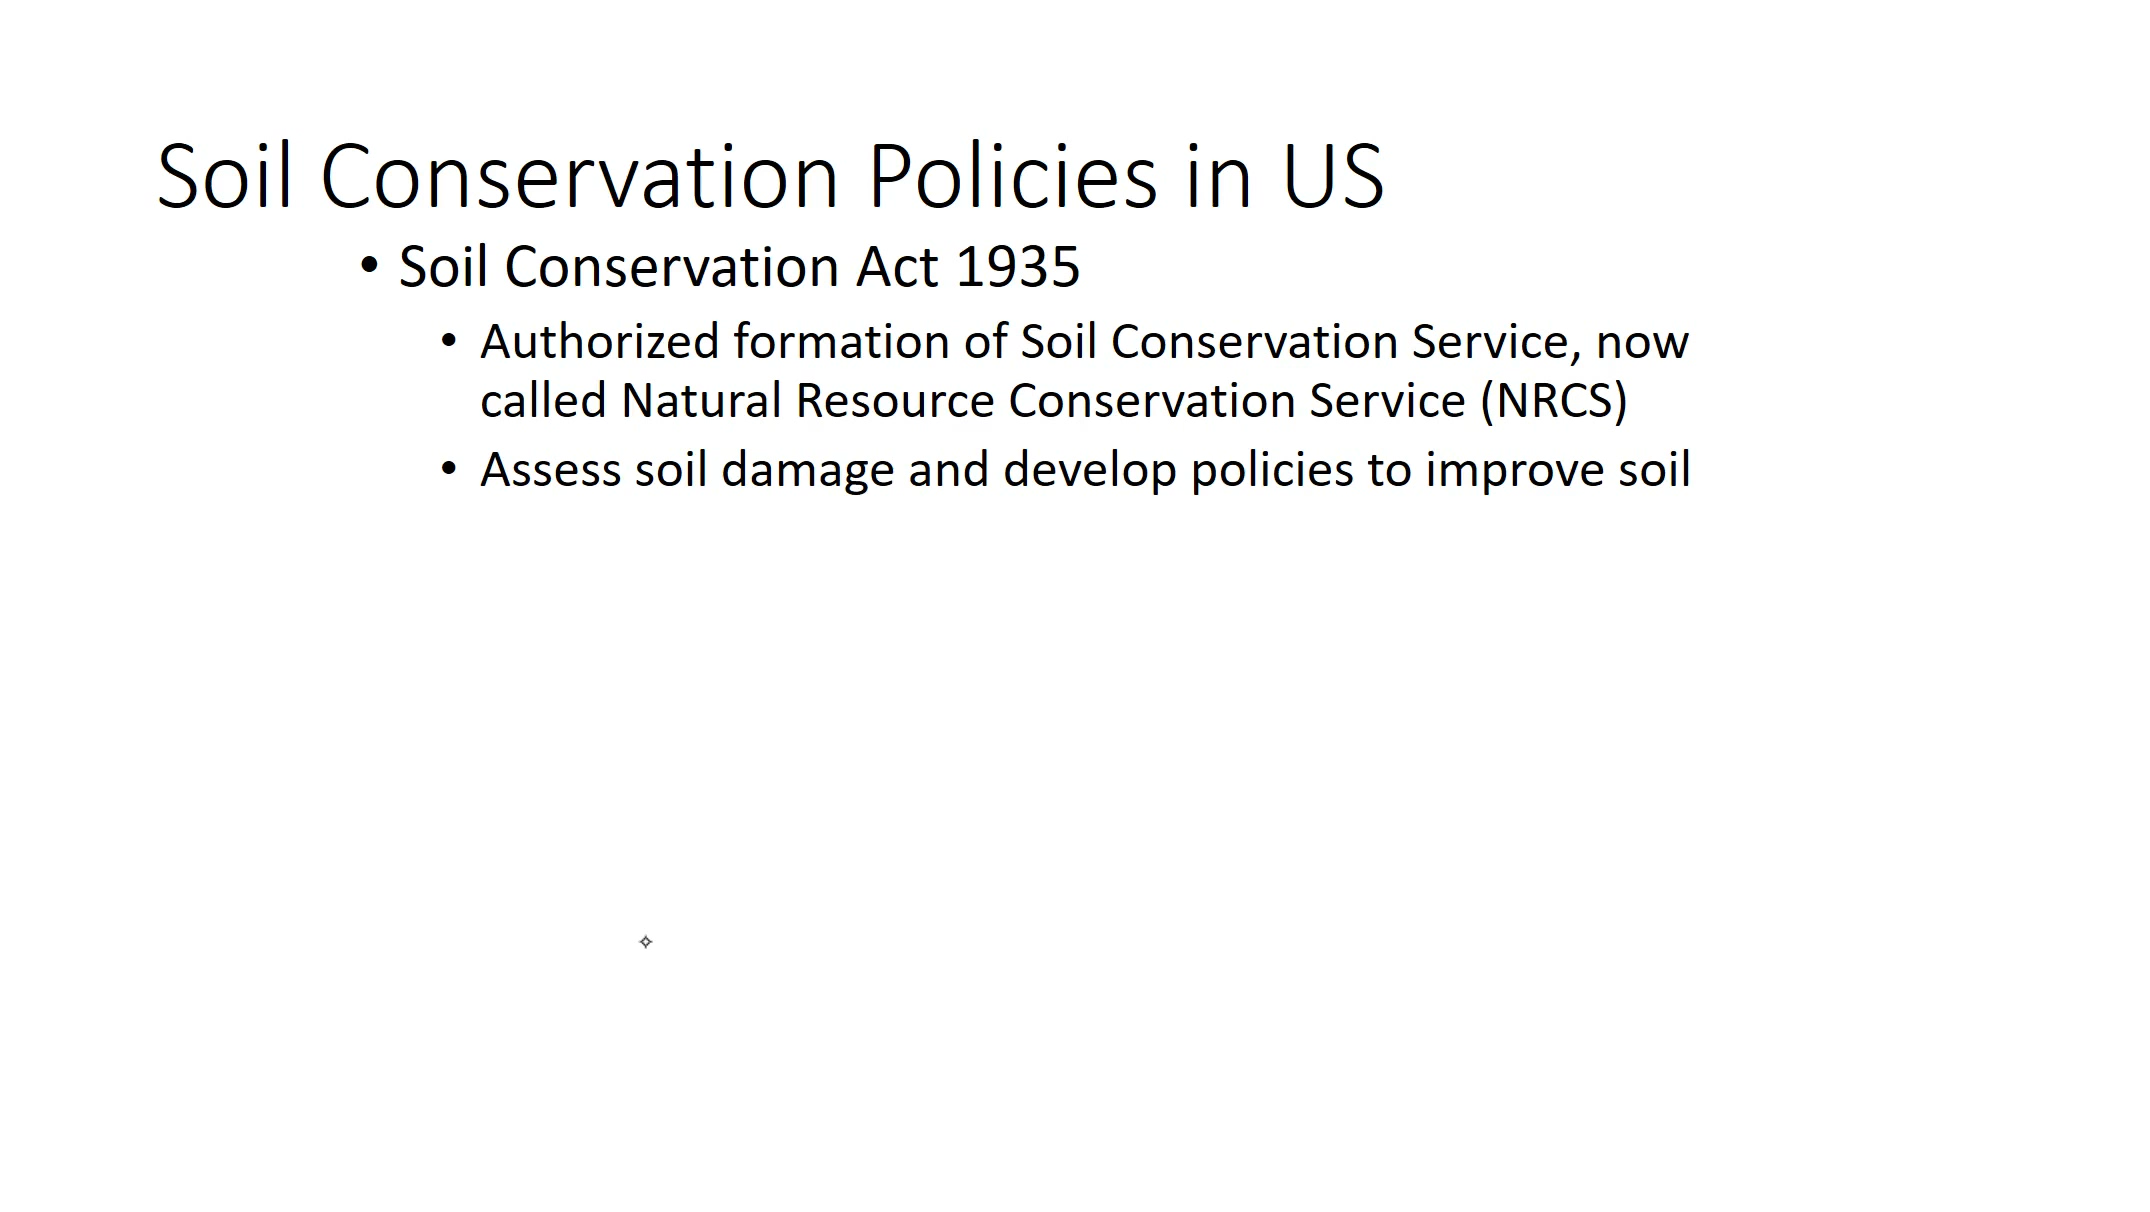 Soil Conservation Policies in US
• Soil Conservation Act 1935
• Authorized formation of Soil Conservation Service, now
called Natural Resource Conservation Service (NRCS)
• Assess soil damage and develop policies to improve soil